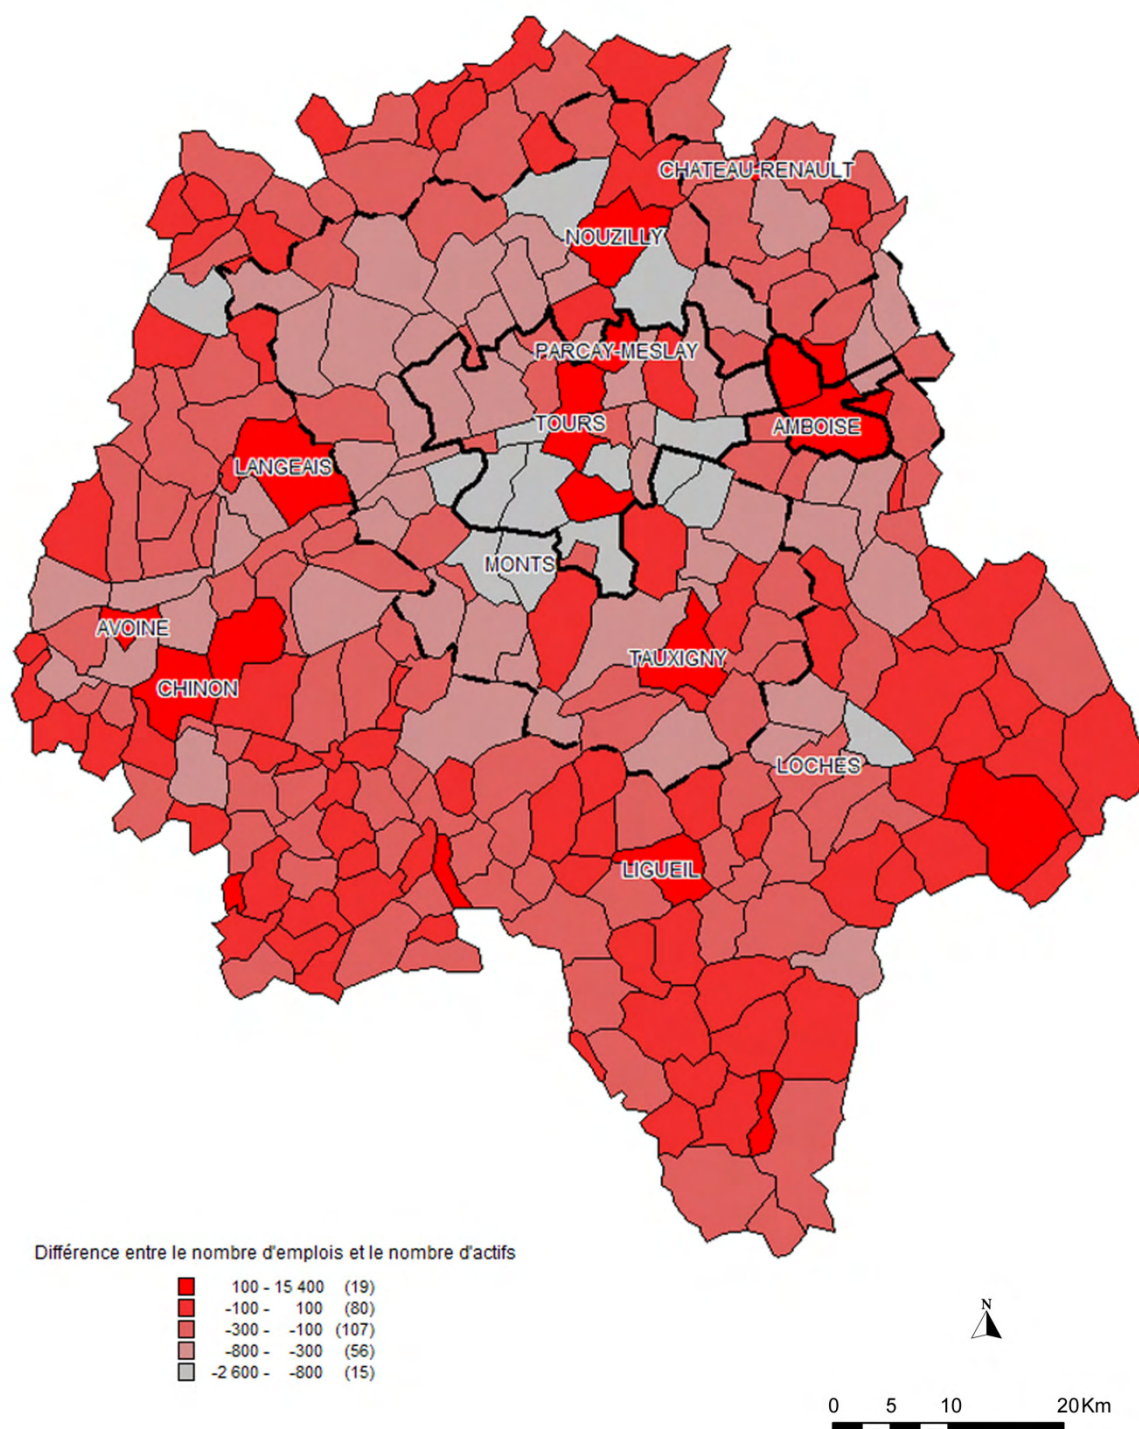 CHATEAU-RENAULT
NOUZILLY
PARCAY-MESLAY
TOURS
AMBOISE
LANGEAIS
MONTS
AVOINE
TAUXIGNY
CHINON
LOCHES
LIGUEIL
Différence entre le nombre d'emplois et le nombre d'actifs
100 - 15 400 (19)
-100 - 100 (80)
-300 - -100 (107)
-800 - -300 (56)
-2 600 - -800 (15)
N
0 5 10 20 Km